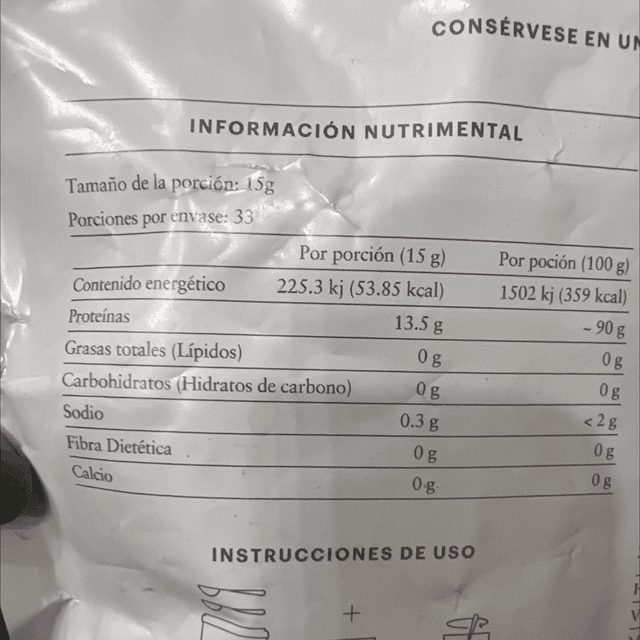 CONSÉRVESE EN UN
INFORMACIÓN NUTRIMENTAL
Tamaño de la porción: 15g
Porciones por envase: 33
Por porción (15 g) Por poción (100 g)
Contenido energético 225.3 kj (53.85 kcal) 1502 kj (359 kcal)
Proteínas 13.5 g ~ 90 g
Grasas totales (Lípidos) 0 g 0 g
Carbohidratos (Hidratos de carbono) 0 g 0 g
Sodio 0.3 g < 2 g
Fibra Dietética 0 g 0 g
Calcio 0 g 0 g
INSTRUCCIONES DE USO
+